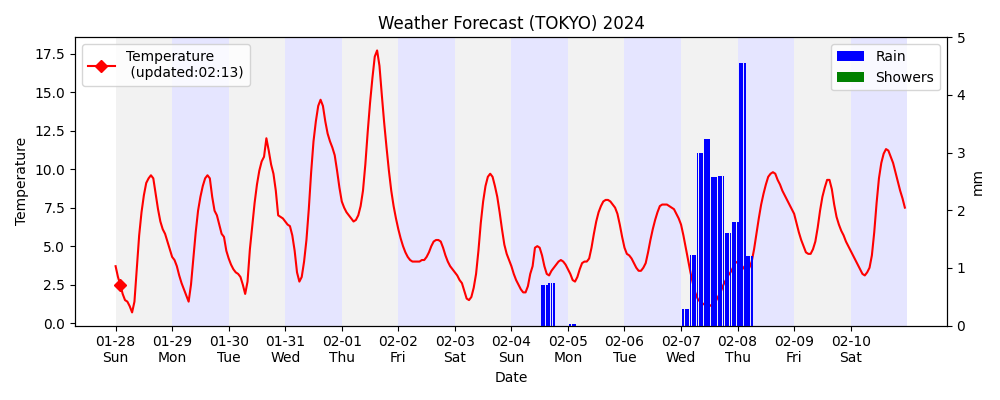 Weather Forecast (TOKYO) 2024
Temperature
(updated:02:13)
Rain
Showers
Temperature
17.5
15.0
12.5
10.0
7.5
5.0
2.5
0.0
mm
5
4
3
2
1
0
01-28 01-29 01-30 01-31 02-01 02-02 02-03 02-04 02-05 02-06 02-07 02-08 02-09 02-10
Sun Mon Tue Wed Thu Fri Sat Sun Mon Tue Wed Thu Fri Sat
Date